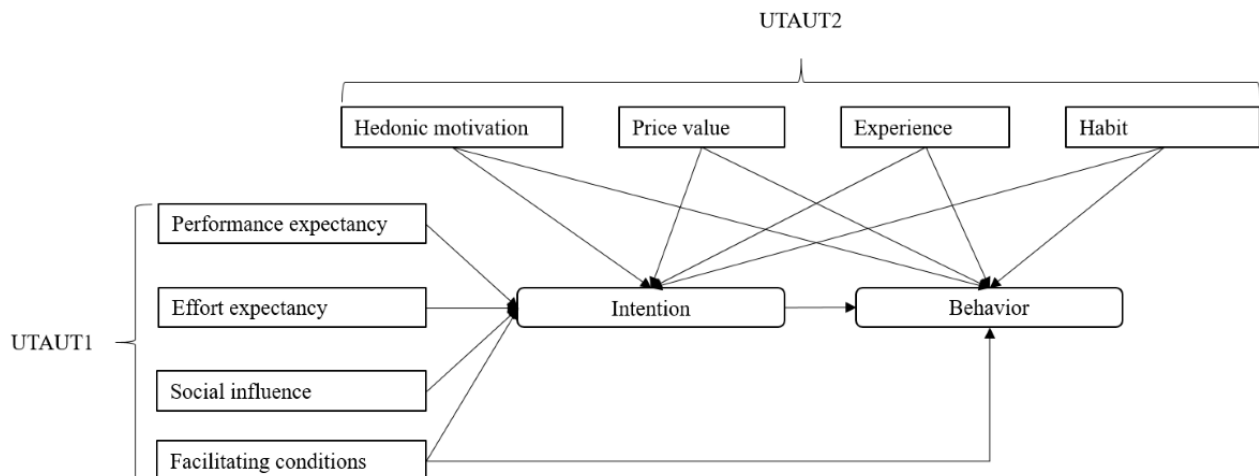 UTAUT2
Hedonic motivation
Price value
Experience
Habit
Performance expectancy
Effort expectancy
Intention
Behavior
UTAUT1
Social influence
Facilitating conditions